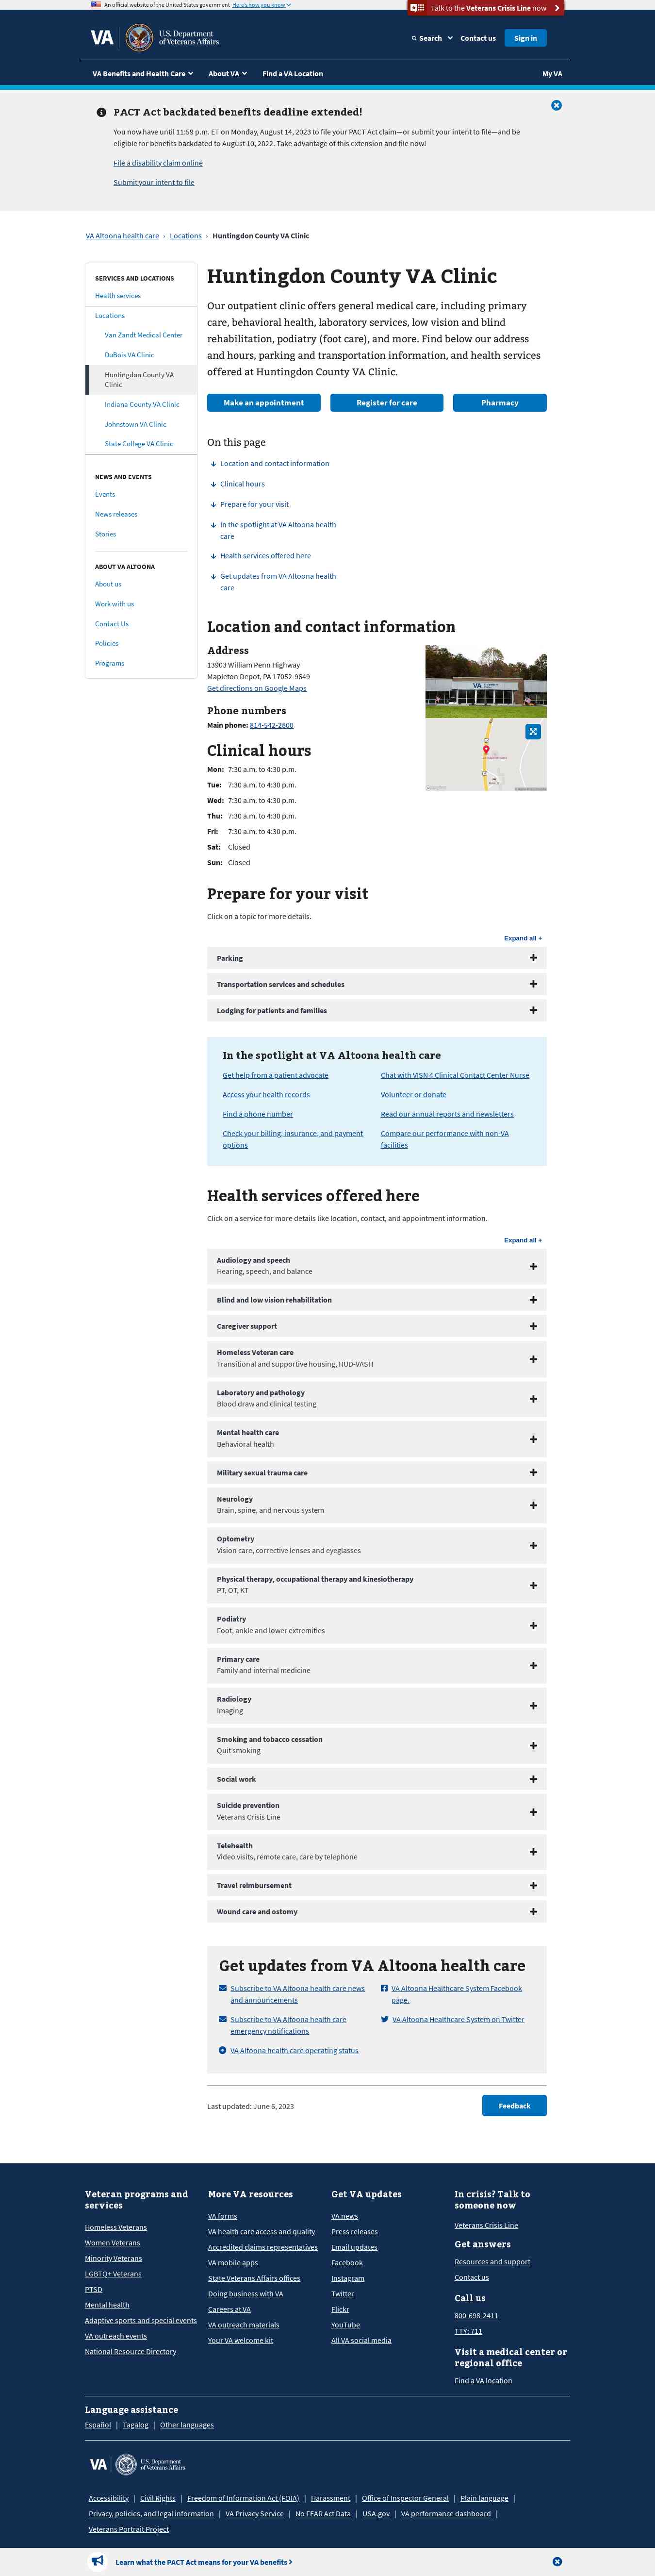 An official website of the United States government Here's how you know
Talk to the Veterans Crisis Line now
VA
U.S. Department
of Veterans Affairs
Search
Contact us
Sign in
VA Benefits and Health Care
About VA
Find a VA Location
My VA
PACT Act backdated benefits deadline extended!
You now have until 11:59 p.m. ET on Monday, August 14, 2023 to file your PACT Act claim—or submit your intent to file—and be
eligible for benefits backdated to August 10, 2022. Take advantage of this extension and file now!
File a disability claim online
Submit your intent to file
VA Altoona health care › Locations › Huntingdon County VA Clinic
SERVICES AND LOCATIONS
Health services
Locations
Van Zandt Medical Center
DuBois VA Clinic
Huntingdon County VA
Clinic
Indiana County VA Clinic
Johnstown VA Clinic
State College VA Clinic
NEWS AND EVENTS
Events
News releases
Stories
ABOUT VA ALTOONA
About us
Work with us
Contact Us
Policies
Programs
Huntingdon County VA Clinic
Our outpatient clinic offers general medical care, including primary
care, behavioral health, laboratory services, low vision and blind
rehabilitation, podiatry (foot care), and more. Find below our address
and hours, parking and transportation information, and health services
offered at Huntingdon County VA Clinic.
Make an appointment
Register for care
Pharmacy
On this page
Location and contact information
Clinical hours
Prepare for your visit
In the spotlight at VA Altoona health
care
Health services offered here
Get updates from VA Altoona health
care
Location and contact information
Address
13903 William Penn Highway
Mapleton Depot, PA 17052-9649
Get directions on Google Maps
Phone numbers
Main phone: 814-542-2800
VA
Clinical hours
Mon: 7:30 a.m. to 4:30 p.m.
Tue: 7:30 a.m. to 4:30 p.m.
Wed: 7:30 a.m. to 4:30 p.m.
Thu: 7:30 a.m. to 4:30 p.m.
Fri: 7:30 a.m. to 4:30 p.m.
Sat: Closed
Sun: Closed
Prepare for your visit
Click on a topic for more details.
Expand all +
Parking
Transportation services and schedules
Lodging for patients and families
In the spotlight at VA Altoona health care
Get help from a patient advocate
Access your health records
Find a phone number
Check your billing, insurance, and payment
options
Chat with VISN 4 Clinical Contact Center Nurse
Volunteer or donate
Read our annual reports and newsletters
Compare our performance with non-VA
facilities
Health services offered here
Click on a service for more details like location, contact, and appointment information.
Expand all +
Audiology and speech
Hearing, speech, and balance
Blind and low vision rehabilitation
Caregiver support
Homeless Veteran care
Transitional and supportive housing, HUD-VASH
Laboratory and pathology
Blood draw and clinical testing
Mental health care
Behavioral health
Military sexual trauma care
Neurology
Brain, spine, and nervous system
Optometry
Vision care, corrective lenses and eyeglasses
Physical therapy, occupational therapy and kinesiotherapy
PT, OT, KT
Podiatry
Foot, ankle and lower extremities
Primary care
Family and internal medicine
Radiology
Imaging
Smoking and tobacco cessation
Quit smoking
Social work
Suicide prevention
Veterans Crisis Line
Telehealth
Video visits, remote care, care by telephone
Travel reimbursement
Wound care and ostomy
Get updates from VA Altoona health care
Subscribe to VA Altoona health care news
and announcements
Subscribe to VA Altoona health care
emergency notifications
VA Altoona health care operating status
VA Altoona Healthcare System Facebook
page.
VA Altoona Healthcare System on Twitter
Last updated: June 6, 2023
Feedback
Veteran programs and
services
Homeless Veterans
Women Veterans
Minority Veterans
LGBTQ+ Veterans
PTSD
Mental health
Adaptive sports and special events
VA outreach events
National Resource Directory
More VA resources
VA forms
VA health care access and quality
Accredited claims representatives
VA mobile apps
State Veterans Affairs offices
Doing business with VA
Careers at VA
VA outreach materials
Your VA welcome kit
Get VA updates
VA news
Press releases
Email updates
Facebook
Instagram
Twitter
Flickr
YouTube
All VA social media
In crisis? Talk to
someone now
Veterans Crisis Line
Get answers
Resources and support
Contact us
Call us
800-698-2411
TTY: 711
Visit a medical center or
regional office
Find a VA location
Language assistance
Español | Tagalog | Other languages
VA
U.S. Department
of Veterans Affairs
Accessibility | Civil Rights | Freedom of Information Act (FOIA) | Harassment | Office of Inspector General | Plain language |
Privacy, policies, and legal information | VA Privacy Service | No FEAR Act Data | USA.gov | VA performance dashboard |
Veterans Portrait Project
Learn what the PACT Act means for your VA benefits